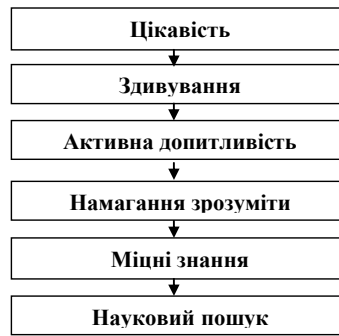 Цікавість
Здивування
Активна допитливість
Намагання зрозуміти
Міцні знання
Науковий пошук